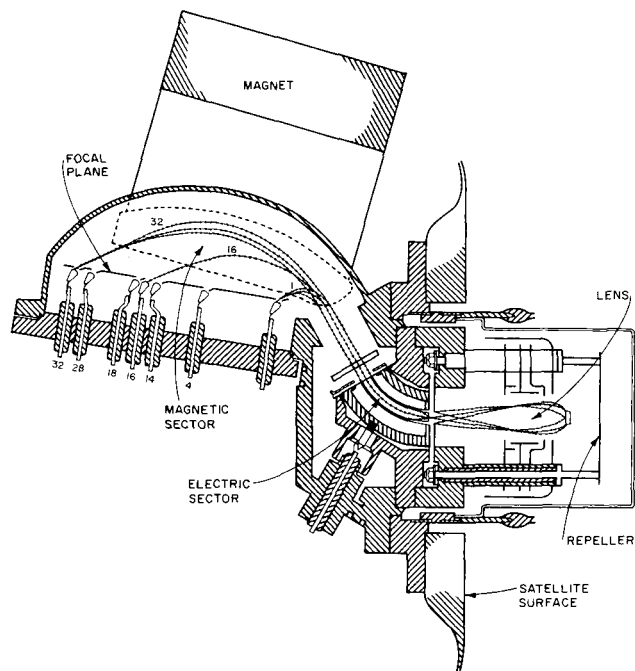 MAGNET
FOCAL
PLANE
32
16
1
32
28
18
16
14
4
MAGNETIC
SECTOR
LENS
ELECTRIC
SECTOR
REPELLER
SATELLITE
SURFACE